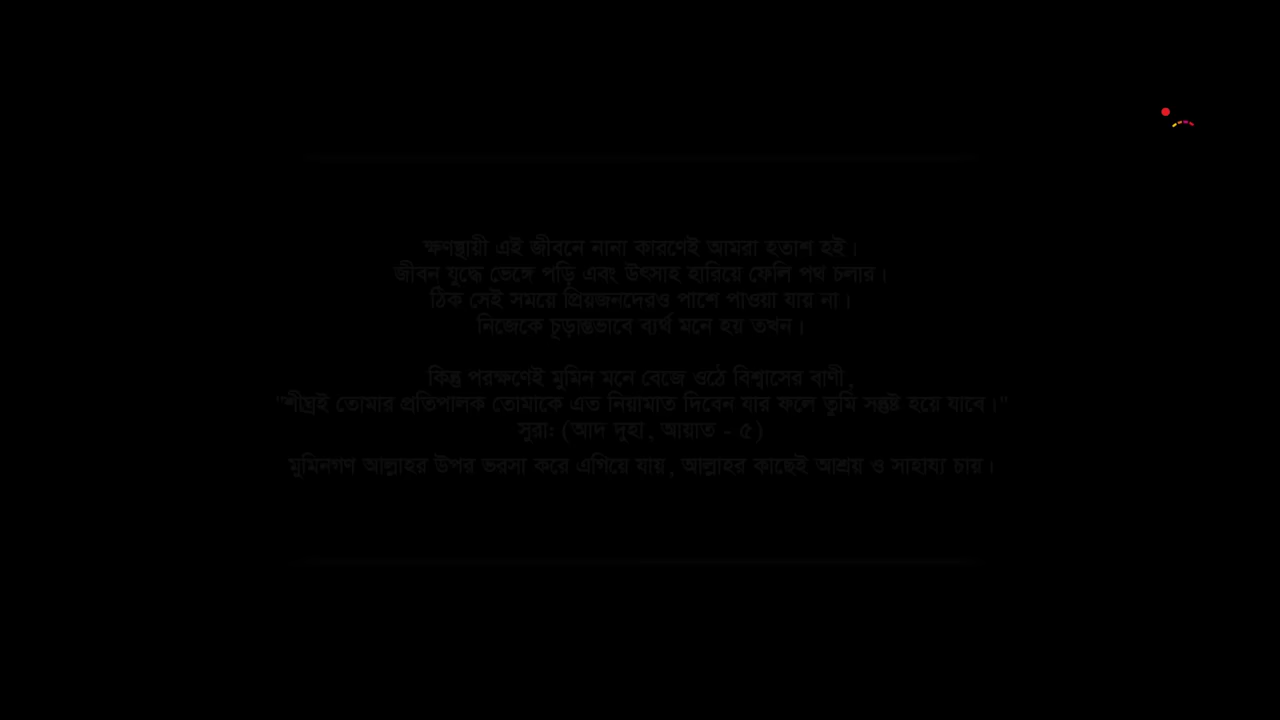 ক্ষণস্থায়ী এই জীবনে নানা কারণেই আমরা হতাশ হই।
জীবন যুদ্ধে ভেঙ্গে পড়ি এবং উৎসাহ হারিয়ে ফেলি পথ চলার।
ঠিক সেই সময়ে প্রিয়জনদেরও পাশে পাওয়া যায় না।
নিজেকে চূড়ান্তভাবে ব্যর্থ মনে হয় তখন।
কিন্তু পরক্ষণেই মুমিন মনে বেজে ওঠে বিশ্বাসের বাণী,
"শীঘ্রই তোমার প্রতিপালক তোমাকে এত নিয়ামাত দিবেন যার ফলে তুমি সন্তুষ্ট হয়ে যাবে।"
সুরা: (আদ দুহা, আয়াত - ৫)
মুমিনগণ আল্লাহর উপর ভরসা করে এগিয়ে যায়, আল্লাহর কাছেই আশ্রয় ও সাহায্য চায়।